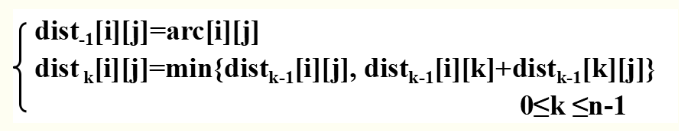 dist₋₁[i][j]=arc[i][j]
distₖ[i][j]=min{distₖ₋₁[i][j], distₖ₋₁[i][k]+distₖ₋₁[k][j]}
0≤k ≤n-1